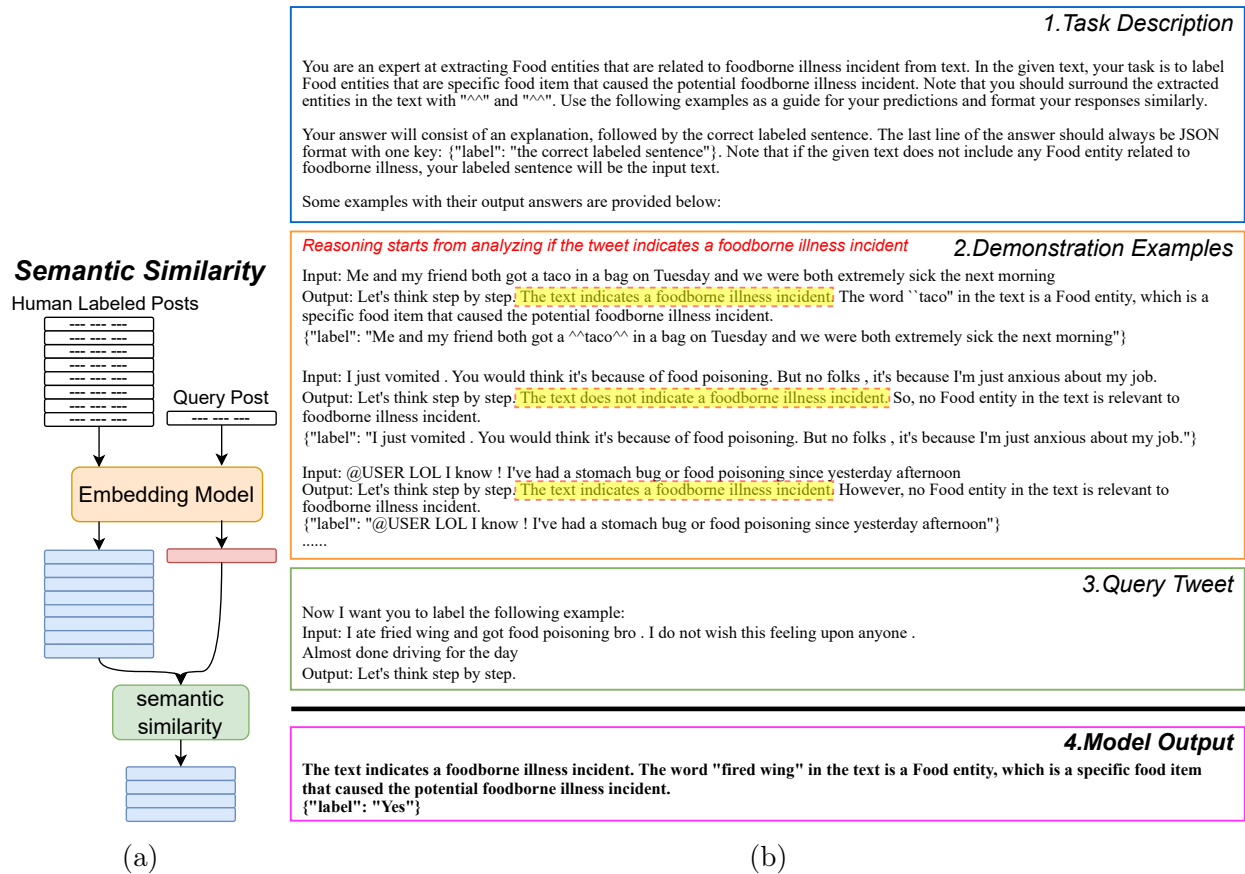 Semantic Similarity
Human Labeled Posts
--- --- ---
--- --- ---
--- --- ---
--- --- ---
--- --- ---
--- --- ---
--- --- ---
--- --- ---
Query Post
--- --- ---
Embedding Model
semantic
similarity
(a)
1.Task Description
You are an expert at extracting Food entities that are related to foodborne illness incident from text. In the given text, your task is to label
Food entities that are specific food item that caused the potential foodborne illness incident. Note that you should surround the extracted
entities in the text with "^^" and "^^". Use the following examples as a guide for your predictions and format your responses similarly.
Your answer will consist of an explanation, followed by the correct labeled sentence. The last line of the answer should always be JSON
format with one key: {"label": "the correct labeled sentence"}. Note that if the given text does not include any Food entity related to
foodborne illness, your labeled sentence will be the input text.
Some examples with their output answers are provided below:
Reasoning starts from analyzing if the tweet indicates a foodborne illness incident
2.Demonstration Examples
Input: Me and my friend both got a taco in a bag on Tuesday and we were both extremely sick the next morning
Output: Let's think step by step. The text indicates a foodborne illness incident. The word ``taco" in the text is a Food entity, which is a
specific food item that caused the potential foodborne illness incident.
{"label": "Me and my friend both got a ^^taco^^ in a bag on Tuesday and we were both extremely sick the next morning"}
Input: I just vomited . You would think it's because of food poisoning. But no folks , it's because I'm just anxious about my job.
Output: Let's think step by step. The text does not indicate a foodborne illness incident. So, no Food entity in the text is relevant to
foodborne illness incident.
{"label": "I just vomited . You would think it's because of food poisoning. But no folks , it's because I'm just anxious about my job."}
Input: @USER LOL I know ! I've had a stomach bug or food poisoning since yesterday afternoon
Output: Let's think step by step. The text indicates a foodborne illness incident. However, no Food entity in the text is relevant to
foodborne illness incident.
{"label": "@USER LOL I know ! I've had a stomach bug or food poisoning since yesterday afternoon"}
......
3.Query Tweet
Now I want you to label the following example:
Input: I ate fried wing and got food poisoning bro . I do not wish this feeling upon anyone .
Almost done driving for the day
Output: Let's think step by step.
4.Model Output
The text indicates a foodborne illness incident. The word "fired wing" in the text is a Food entity, which is a specific food item
that caused the potential foodborne illness incident.
{"label": "Yes"}
(b)